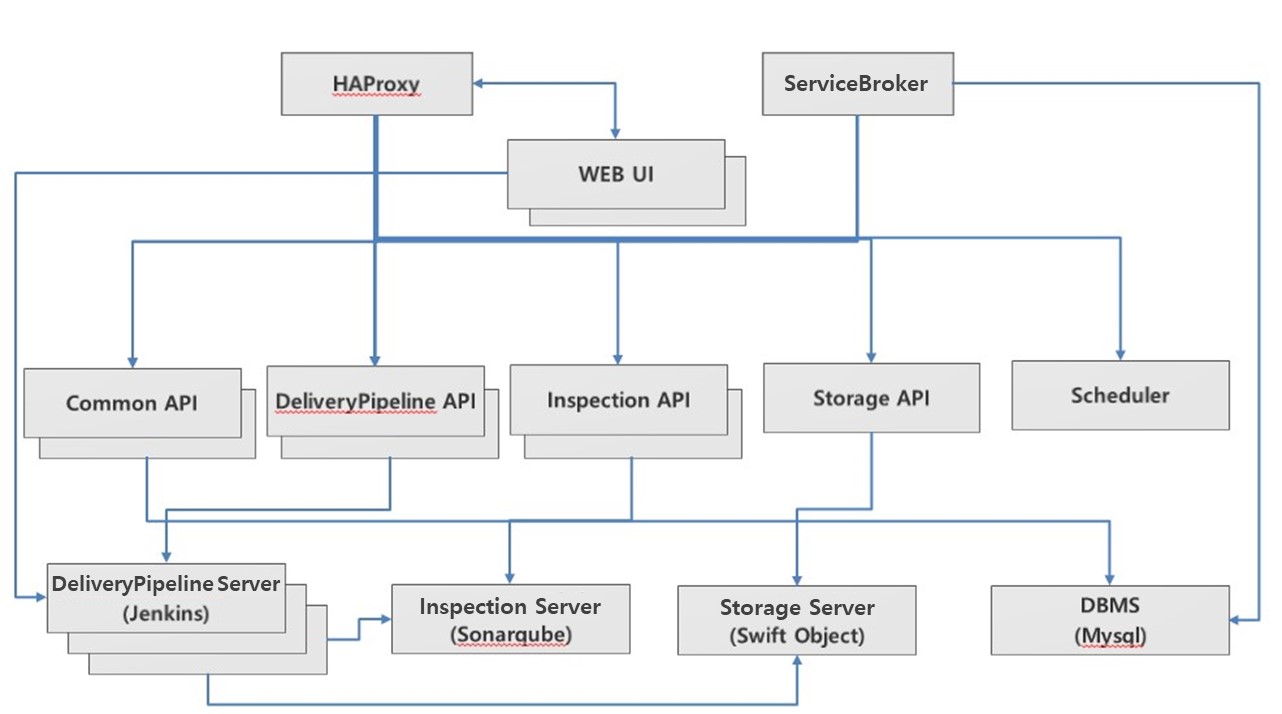 HAProxy
ServiceBroker
WEB UI
Common API
DeliveryPipeline API
Inspection API
Storage API
Scheduler
DeliveryPipeline Server
(Jenkins)
Inspection Server
(Sonarqube)
Storage Server
(Swift Object)
DBMS
(Mysql)